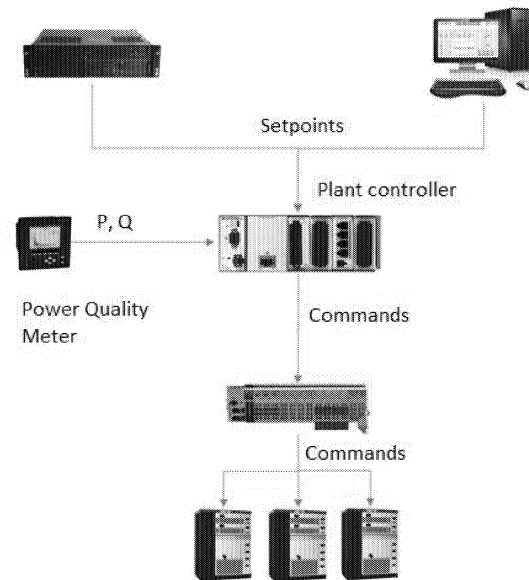 Setpoints
Plant controller
P, Q
Power Quality
Meter
Commands
Commands